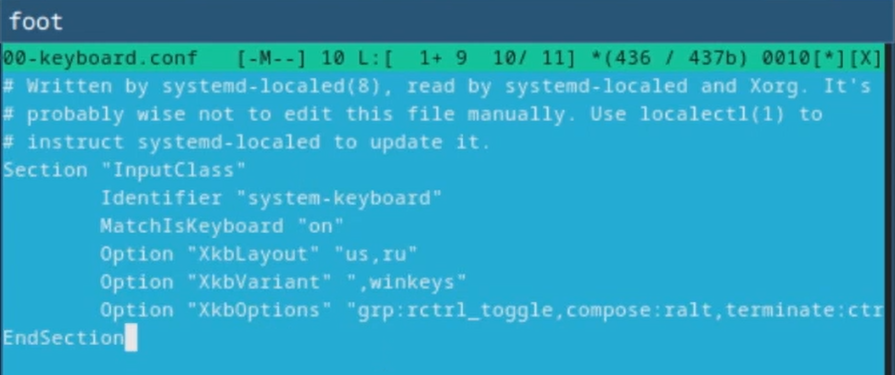 foot
00-keyboard.conf   [-M--] 10 L:[  1+ 9  10/ 11] *(436 / 437b) 0010[*][X]
# Written by systemd-localed(8), read by systemd-localed and Xorg. It's
# probably wise not to edit this file manually. Use localectl(1) to
# instruct systemd-localed to update it.
Section "InputClass"
        Identifier "system-keyboard"
        MatchIsKeyboard "on"
        Option "XkbLayout" "us,ru"
        Option "XkbVariant" ",winkeys"
        Option "XkbOptions" "grp:rctrl_toggle,compose:ralt,terminate:ctr
EndSection